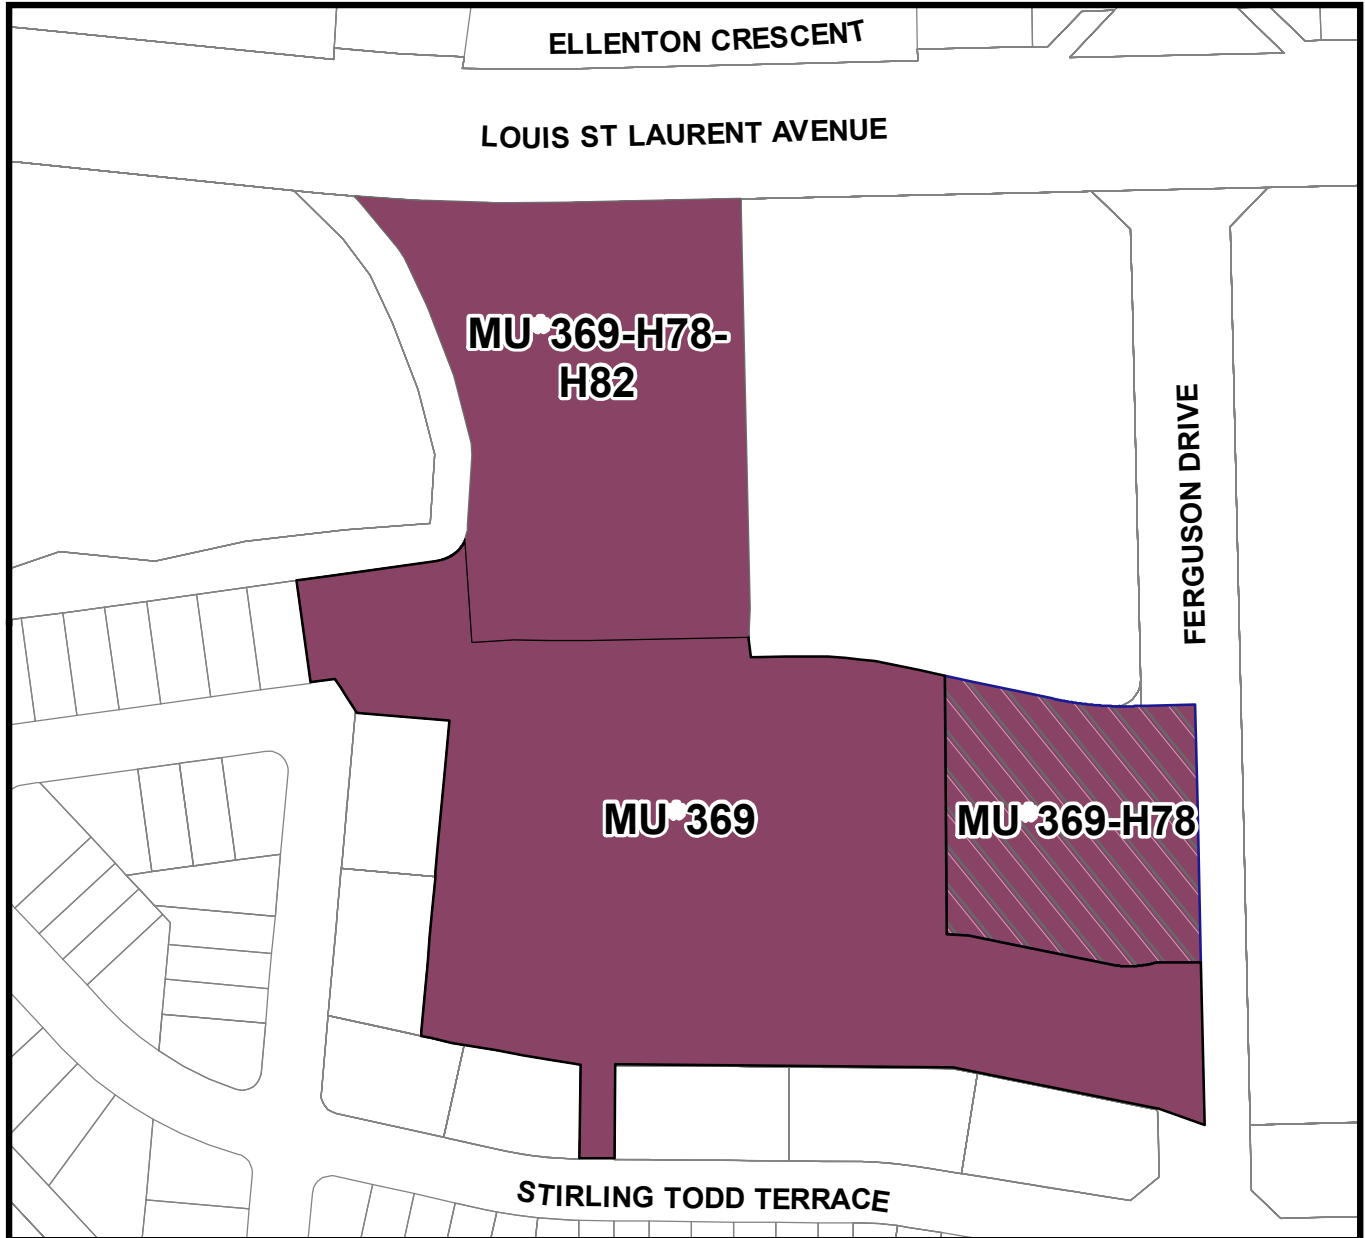 ELLENTON CRESCENT
LOUIS ST LAURENT AVENUE
MU*369-H78-
H82
FERGUSON DRIVE
MU*369
MU*369-H78
STIRLING TODD TERRACE